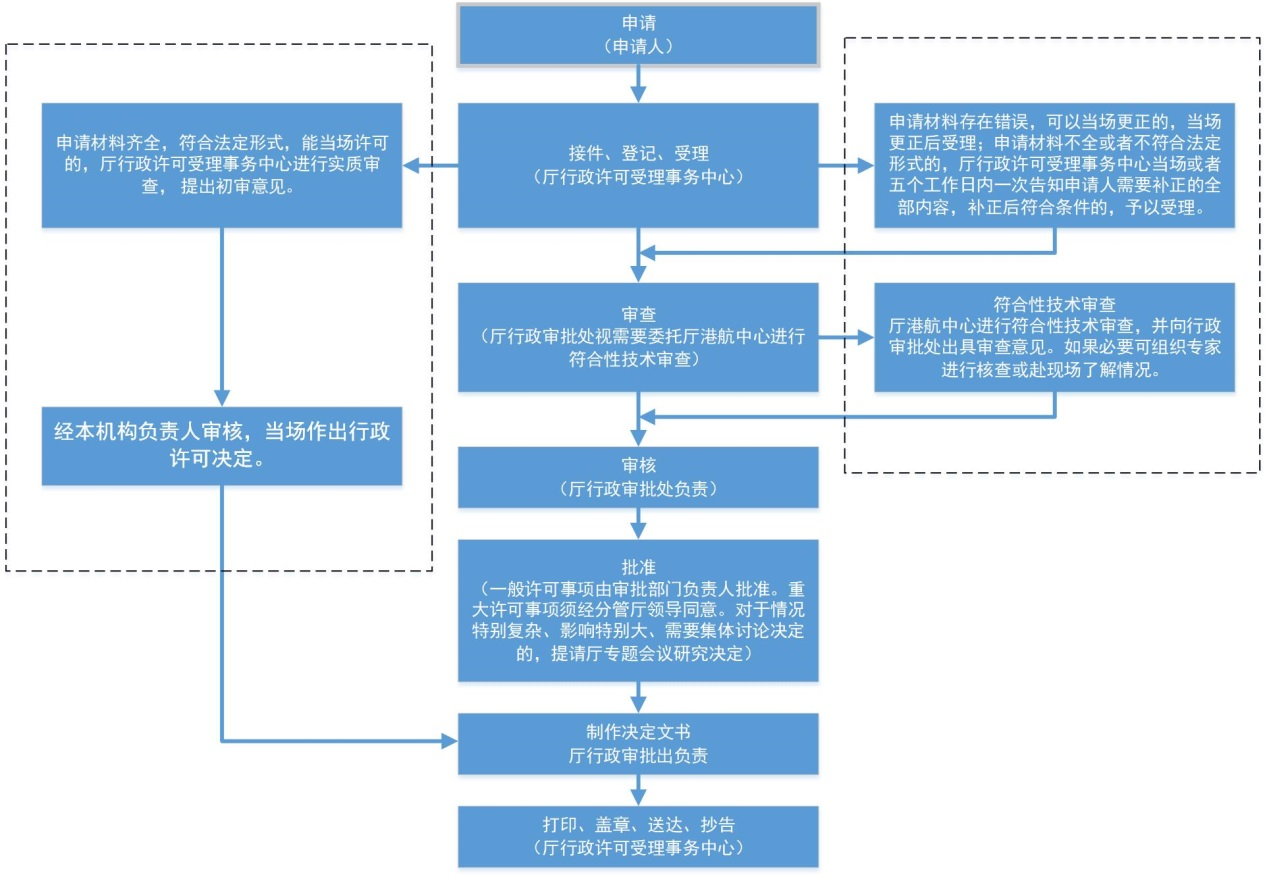 申请
（申请人）
申请材料齐全，符合法定形式，能当场许可
的，厅行政许可受理事务中心进行实质审
查， 提出初审意见。
接件、登记、受理
（厅行政许可受理事务中心）
申请材料存在错误，可以当场更正的，当场
更正后受理；申请材料不全或者不符合法定
形式的，厅行政许可受理事务中心当场或者
五个工作日内一次告知申请人需要补正的全
部内容，补正后符合条件的，予以受理。
审查
（厅行政审批处视需要委托厅港航中心进行
符合性技术审查）
符合性技术审查
厅港航中心进行符合性技术审查，并向行政
审批处出具审查意见。如果必要可组织专家
进行核查或赴现场了解情况。
经本机构负责人审核，当场作出行政
许可决定。
审核
（厅行政审批处负责）
批准
（一般许可事项由审批部门负责人批准。重
大许可事项须经分管厅领导同意。对于情况
特别复杂、影响特别大、需要集体讨论决定
的，提请厅专题会议研究决定）
制作决定文书
厅行政审批出负责
打印、盖章、送达、抄告
（厅行政许可受理事务中心）